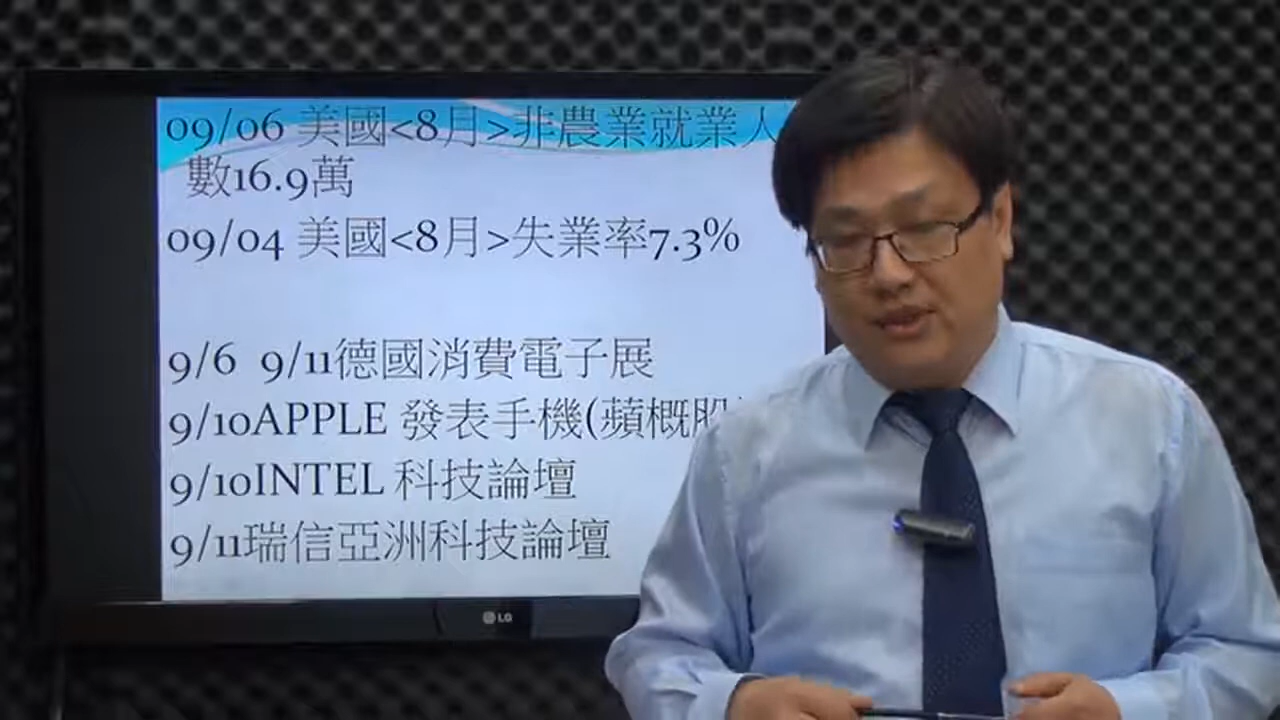 09/06 美國<8月>非農業就業人
數16.9萬
09/04 美國<8月>失業率7.3%
9/6 9/11德國消費電子展
9/10APPLE 發表手機(蘋概股
9/10INTEL 科技論壇
9/11瑞信亞洲科技論壇
LG